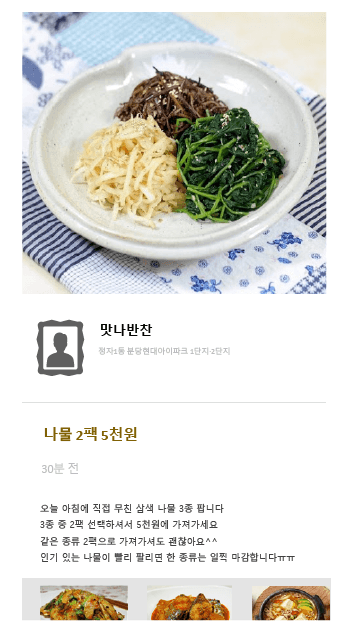 맛나반찬
정자1동 분당현대아이파크 1단지·2단지
나물 2팩 5천원
30분 전
오늘 아침에 직접 무친 삼색 나물 3종 팝니다
3종 중 2팩 선택하셔서 5천원에 가져가세요
같은 종류 2팩으로 가져가셔도 괜찮아요^^
인기 있는 나물이 빨리 팔리면 한 종류는 일찍 마감합니다ㅠㅠ